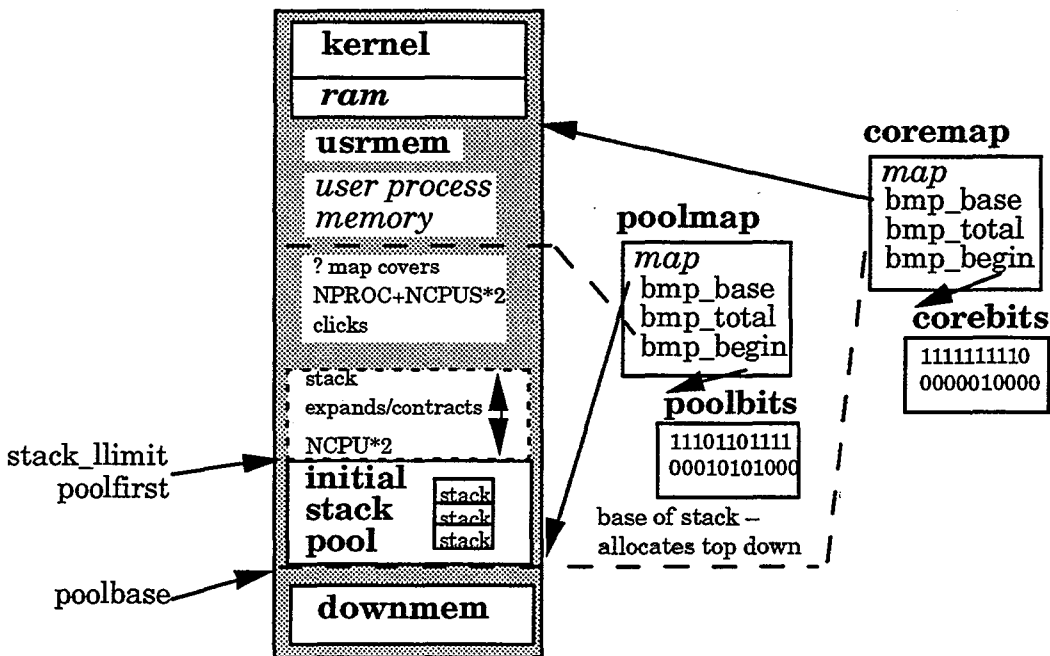 kernel
ram
usrmem
user process
memory
? map covers
NPROC+NCPUS*2
clicks
stack
expands/contracts
NCPU*2
stack_llimit
poolfirst
initial
stack
pool
stack
stack
stack
poolbase
downmem
poolmap
map
bmp_base
bmp_total
bmp_begin
poolbits
11101101111
00010101000
base of stack –
allocates top down
coremap
map
bmp_base
bmp_total
bmp_begin
corebits
1111111110
0000010000